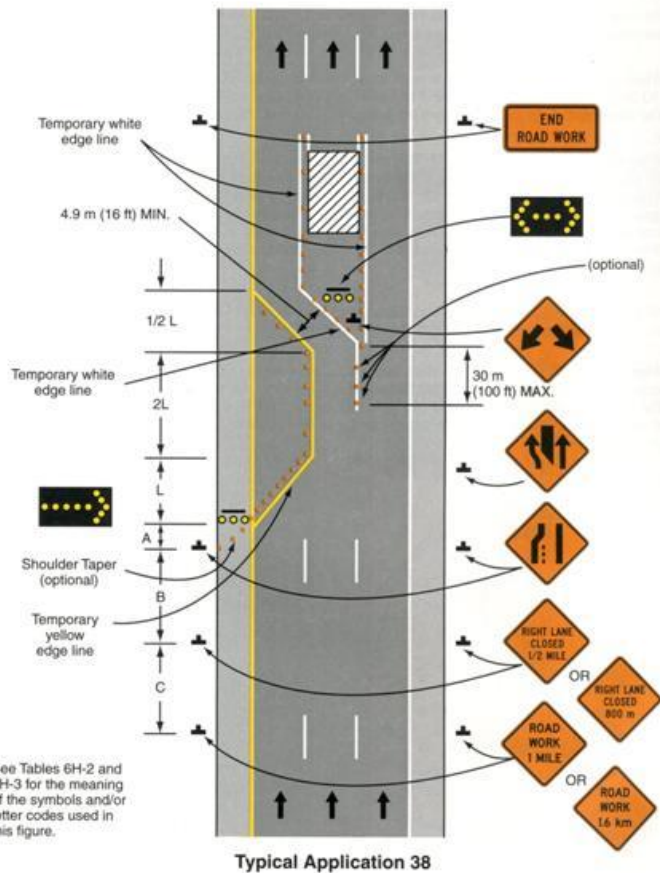 END
ROAD WORK
Temporary white
edge line
4.9 m (16 ft) MIN.
(optional)
1/2 L
Temporary white
edge line
30 m
(100 ft) MAX.
2L
L
A
Shoulder Taper
(optional)
B
Temporary
yellow
edge line
C
RIGHT LANE
CLOSED
1/2 MILE
OR
RIGHT LANE
CLOSED
800 m
ROAD
WORK
1 MILE
OR
ROAD
WORK
16 km
ee Tables 6H-2 and
H-3 for the meaning
f the symbols and/or
etter codes used in
his figure.
Typical Application 38